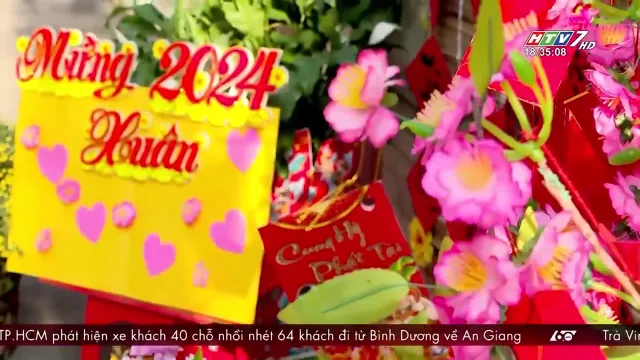 HTV7 HD
18:35:08
Mừng 2024
Xuân
Cung Hỷ
Phát Tài
TP.HCM phát hiện xe khách 40 chỗ nhồi nhét 64 khách đi từ Bình Dương về An Giang
60
Trà Vi